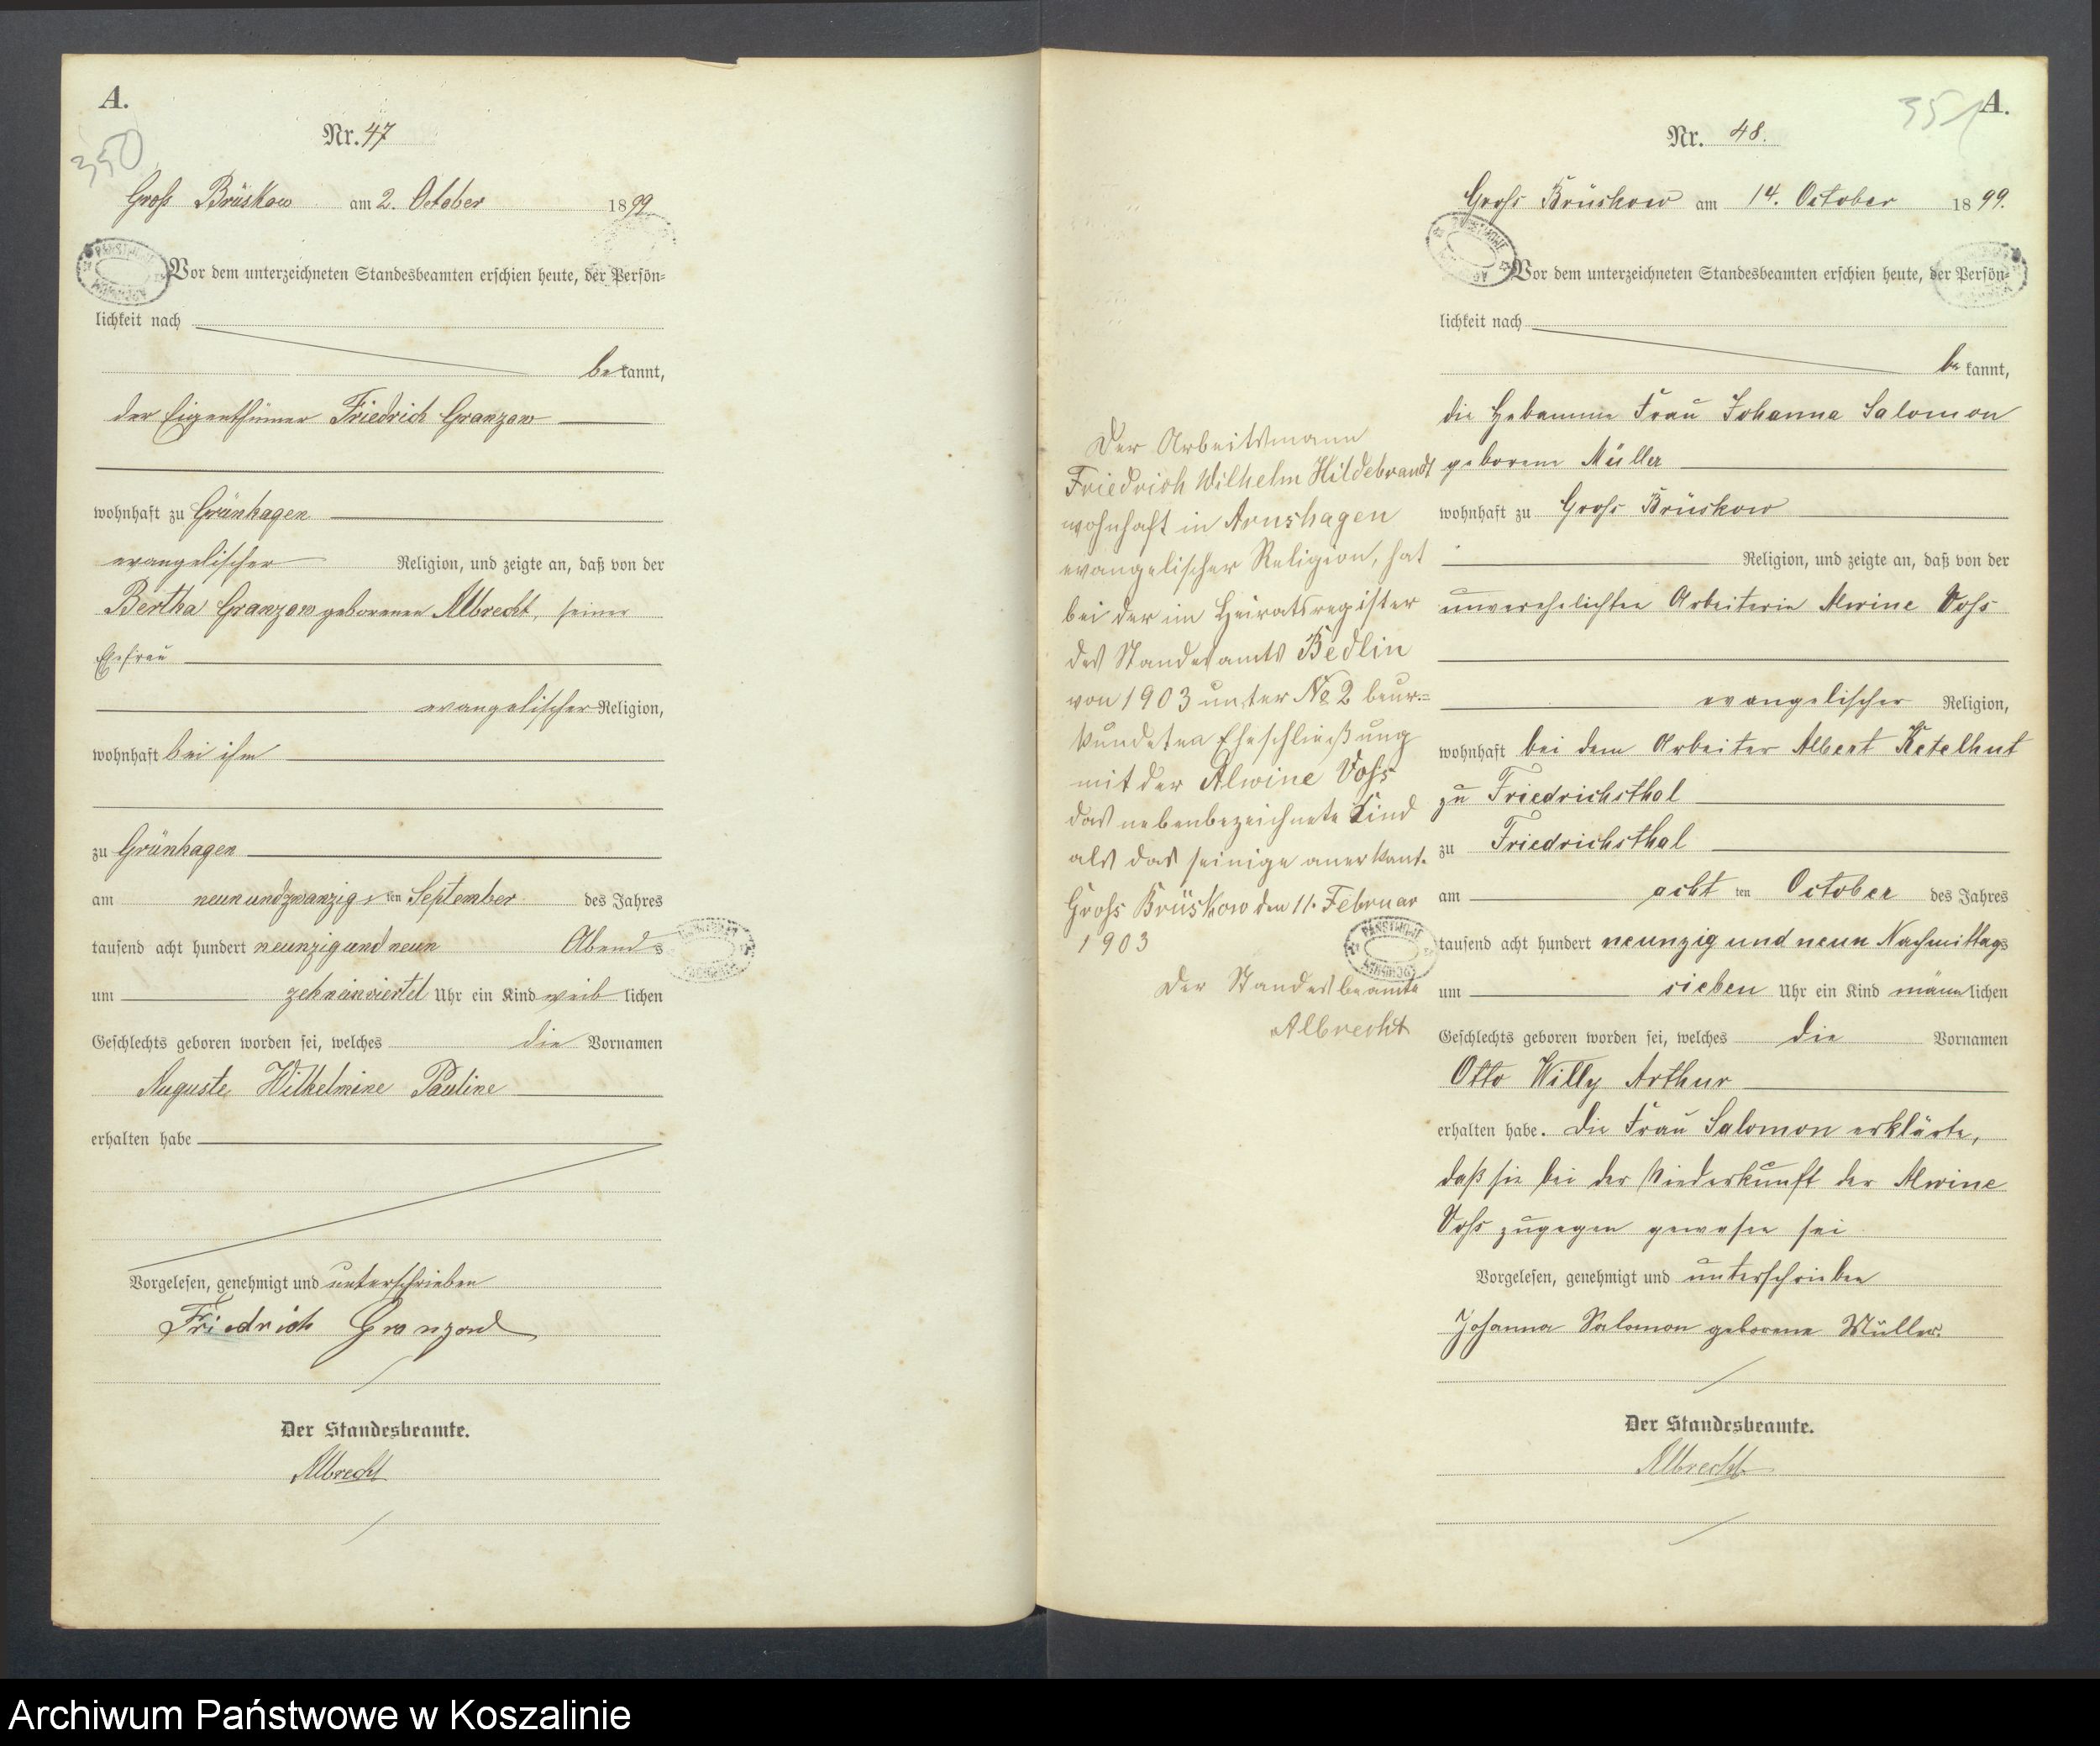 A.
350
Nr. 47
Gross Brüskow am 2. October 1899
Vor dem unterzeichneten Standesbeamten erschien heute, der Persön=
lichkeit nach
bekannt,
der Eigenthümer Friedrich Granzow
wohnhaft zu Grünhagen
evangelischer Religion, und zeigte an, daß von der
Bertha Granzow geborenen Albrecht, seiner
Ehefrau
evangelischer Religion,
wohnhaft bei ihm
zu Grünhagen
am neunundzwanzigsten September des Jahres
tausend acht hundert neunzig und neun Abends
um zehneinviertel Uhr ein Kind weiblichen
Geschlechts geboren worden sei, welches die Vornamen
Auguste Wilhelmine Pauline
erhalten habe
Vorgelesen, genehmigt und unterschrieben
Friedrich Granzow
Der Standesbeamte.
Albrecht
A.
351
Nr. 48.
Gross Brüskow am 14. October 1899.
Vor dem unterzeichneten Standesbeamten erschien heute, der Persön=
lichkeit nach
bekannt,
die Hebamme Frau Johanna Salomon
geborene Müller
wohnhaft zu Gross Brüskow
Religion, und zeigte an, daß von der
unverehelichten Arbeiterin Alwine Voss
evangelischer Religion,
wohnhaft bei dem Arbeiter Albert Ketelhut
zu Friedrichsthal
zu Friedrichsthal
am achtten October des Jahres
tausend acht hundert neunzig und neun Nachmittags
um sieben Uhr ein Kind männlichen
Geschlechts geboren worden sei, welches die Vornamen
Otto Willy Arthur
erhalten habe. Die Frau Salomon erklärte,
daß sie bei der Niederkunft der Alwine
Voss zugegen gewesen sei
Vorgelesen, genehmigt und unterschrieben
Johanna Salomon geborene Müller.
Der Standesbeamte.
Albrecht
Der Arbeitsmann
Friedrich Wilhelm Hildebrandt
wohnhaft in Arnshagen
evangelischer Religion, hat
bei der im Heiratsregister
des Standesamts Bedlin
von 1903 unter No 2 beur=
kundeten Eheschließung
mit der Alwine Voss
das nebenbezeichnete Kind
als das seinige anerkant.
Gross Brüskow den 11. Februar
1903
Der Standesbeamte
Albrecht
Archiwum Państwowe w Koszalinie